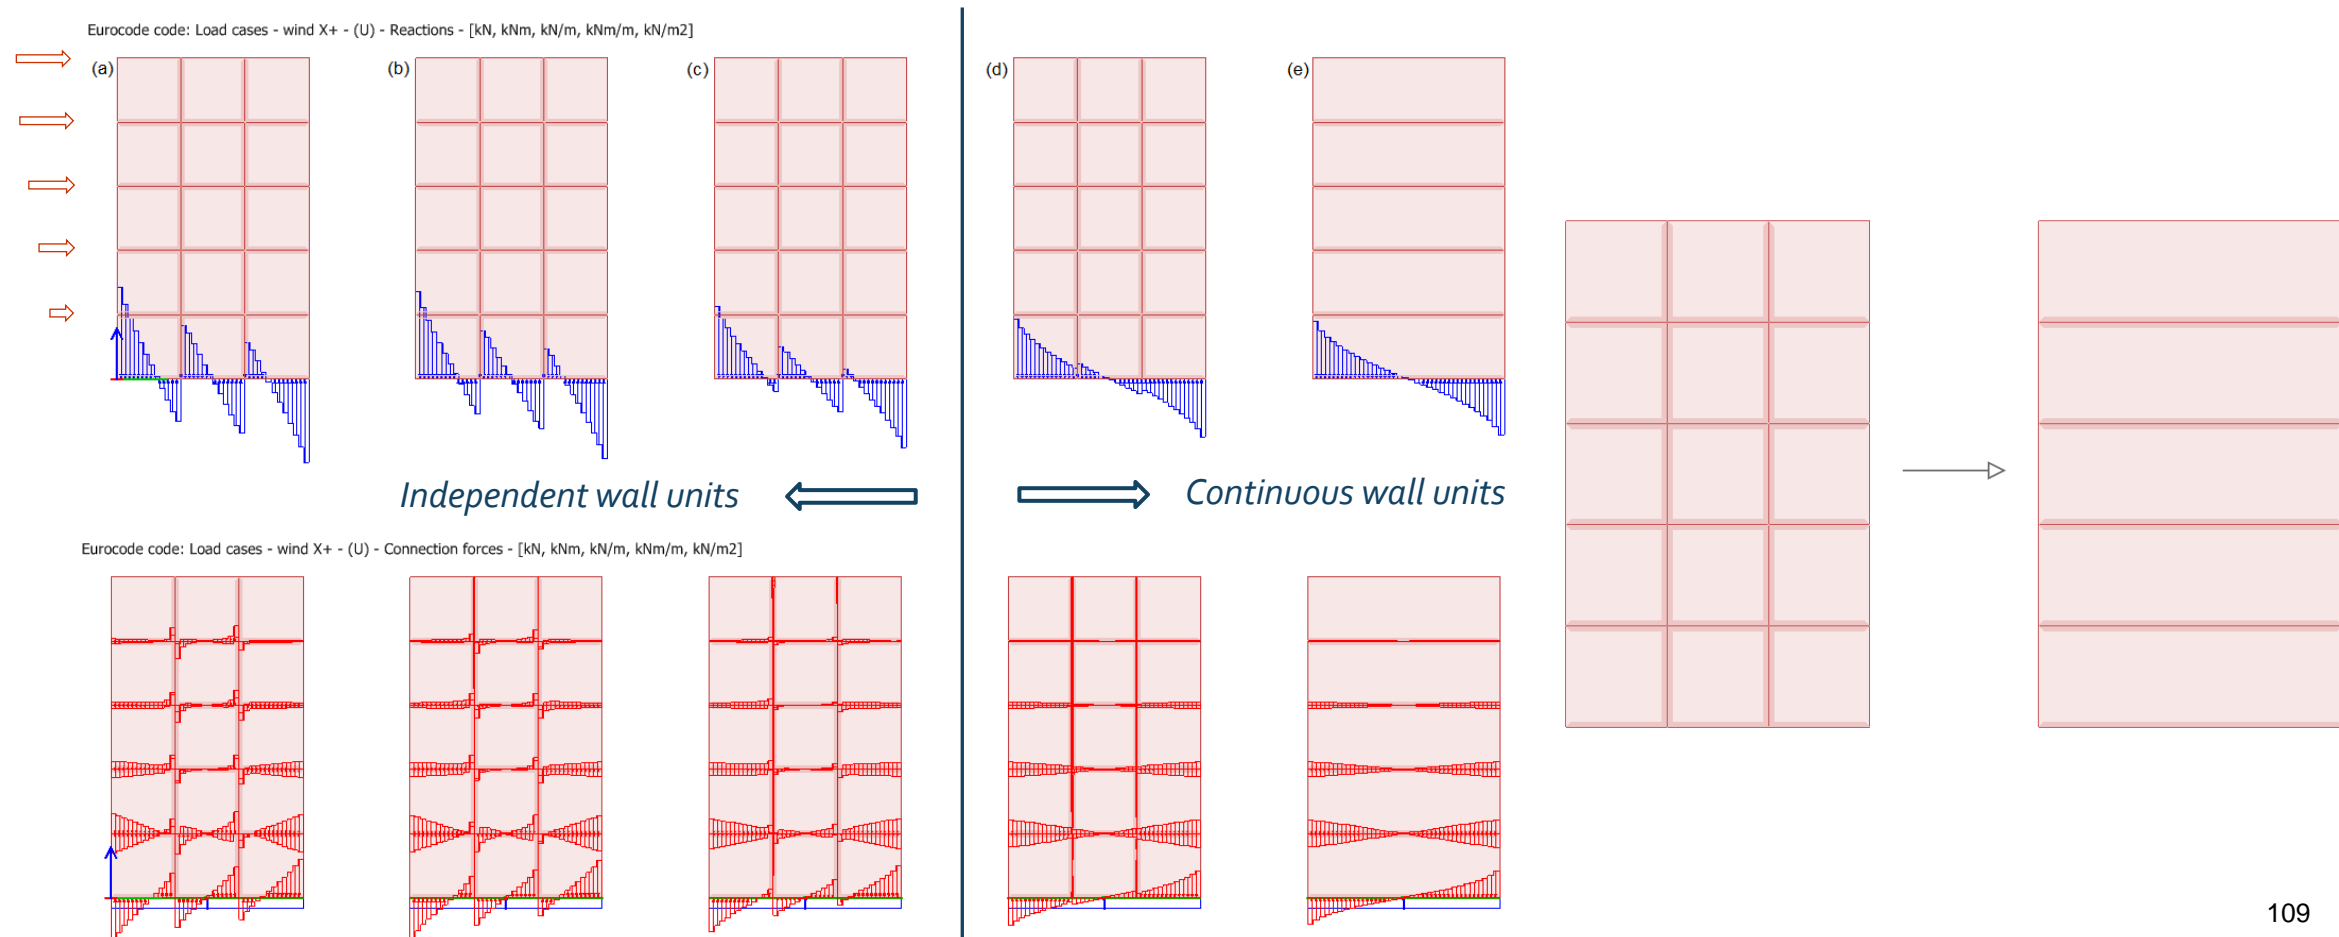 Eurocode code: Load cases - wind X+ - (U) - Reactions - [kN, kNm, kN/m, kNm/m, kN/m2]
(a) (b) (c) (d) (e)
Independent wall units
Continuous wall units
Eurocode code: Load cases - wind X+ - (U) - Connection forces - [kN, kNm, kN/m, kNm/m, kN/m2]
109